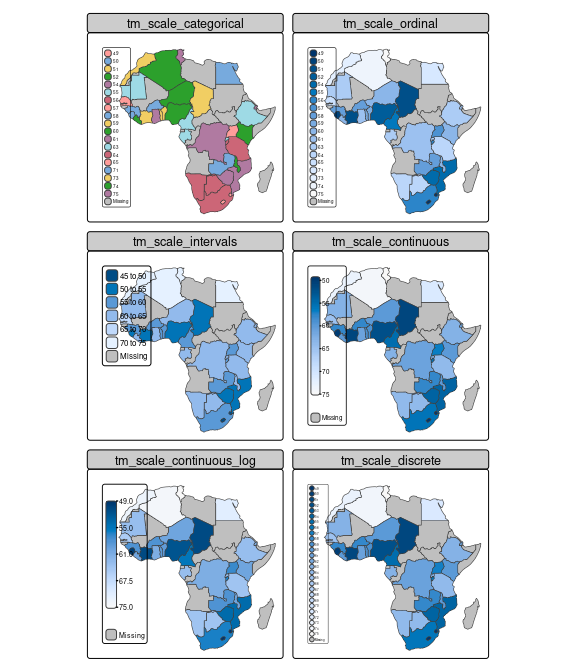 tm_scale_categorical
49
50
51
52
54
55
56
57
58
59
60
61
63
64
65
71
73
74
75
Missing
tm_scale_ordinal
49
50
51
52
54
55
56
57
58
59
60
61
63
64
65
71
73
74
75
Missing
tm_scale_intervals
45 to 50
50 to 55
55 to 60
60 to 65
65 to 70
70 to 75
Missing
tm_scale_continuous
50
55
60
65
70
75
Missing
tm_scale_continuous_log
49.0
55.0
61.0
67.5
75.0
Missing
tm_scale_discrete